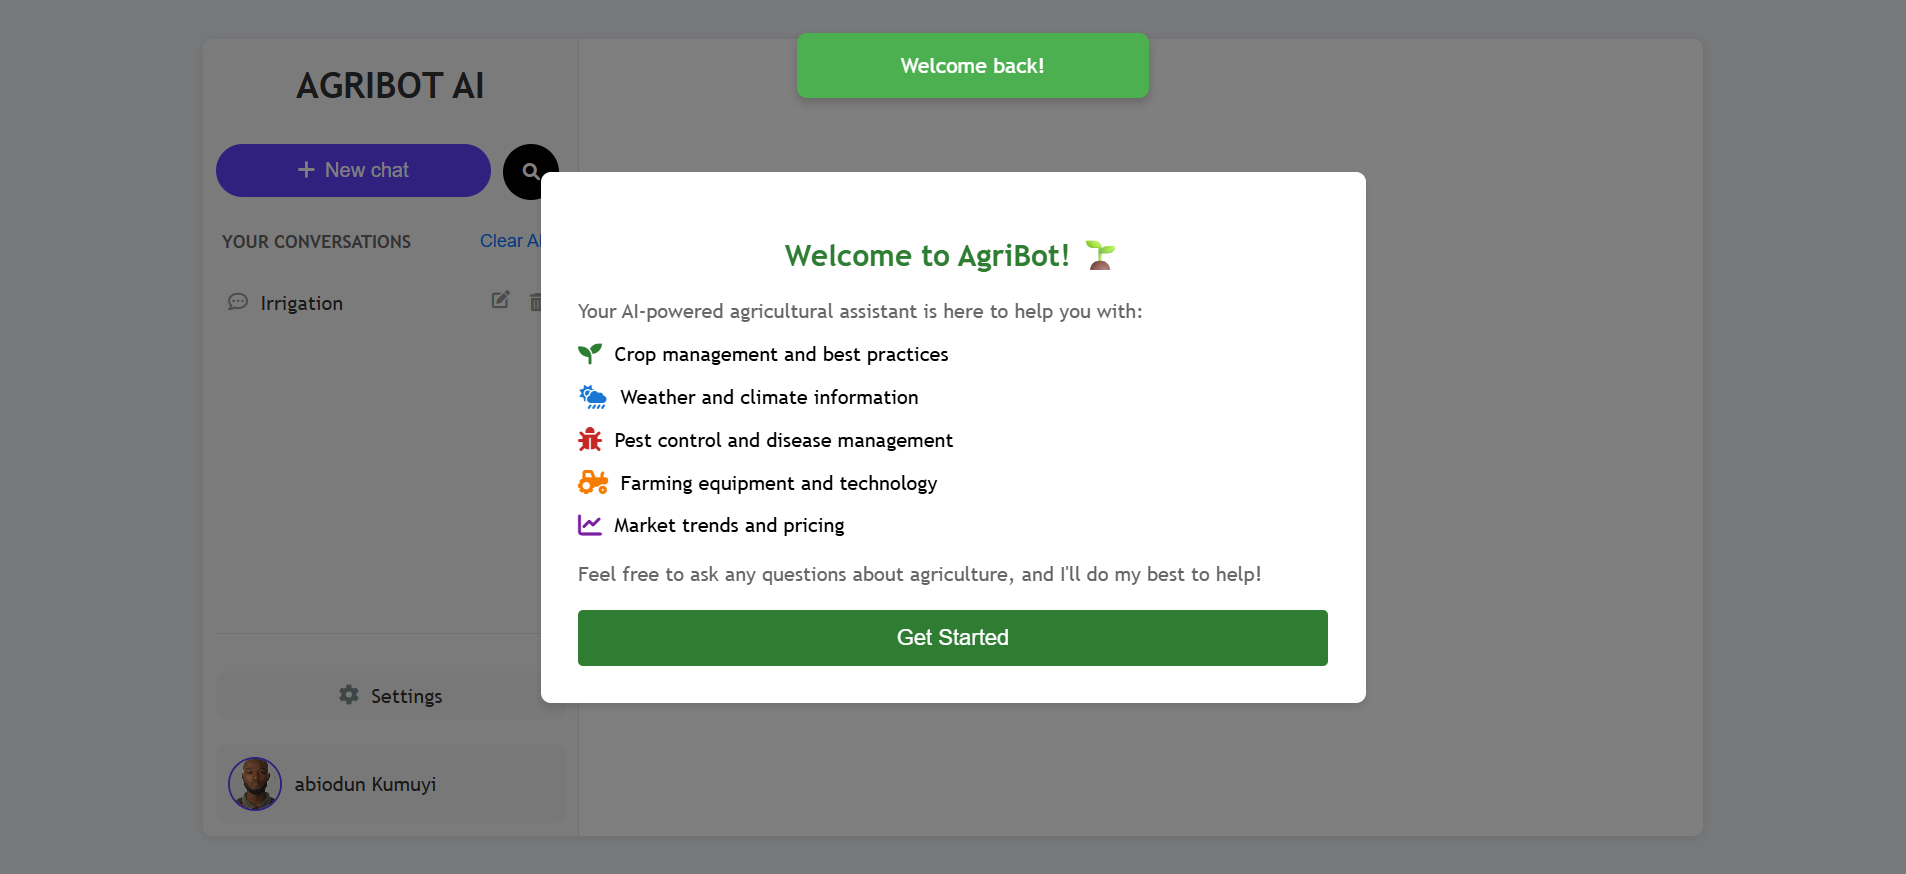 Welcome back!
AGRIBOT AI
New chat
YOUR CONVERSATIONS
Clear
Irrigation
Settings
abiodun Kumuyi
Welcome to AgriBot!
Your AI-powered agricultural assistant is here to help you with:
Crop management and best practices
Weather and climate information
Pest control and disease management
Farming equipment and technology
Market trends and pricing
Feel free to ask any questions about agriculture, and I'll do my best to help!
Get Started